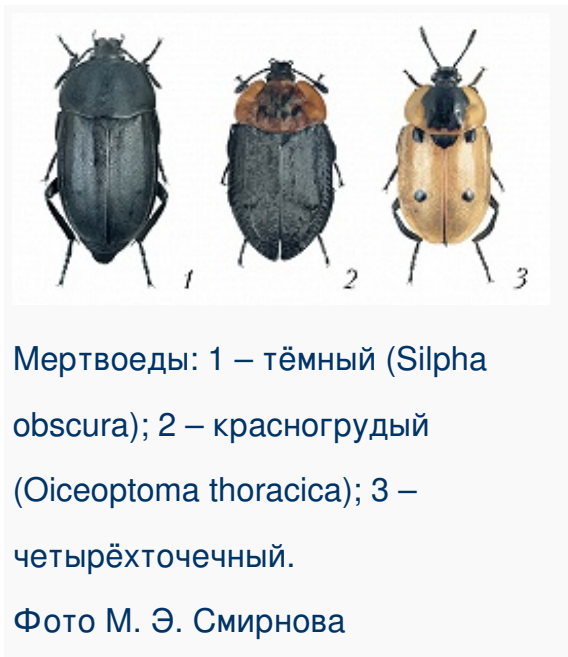 1 2 3
Мертвоеды: 1 – тёмный (Silpha
obscura); 2 – красногрудый
(Oiceoptoma thoracica); 3 –
четырёхточечный.
Фото М. Э. Смирнова